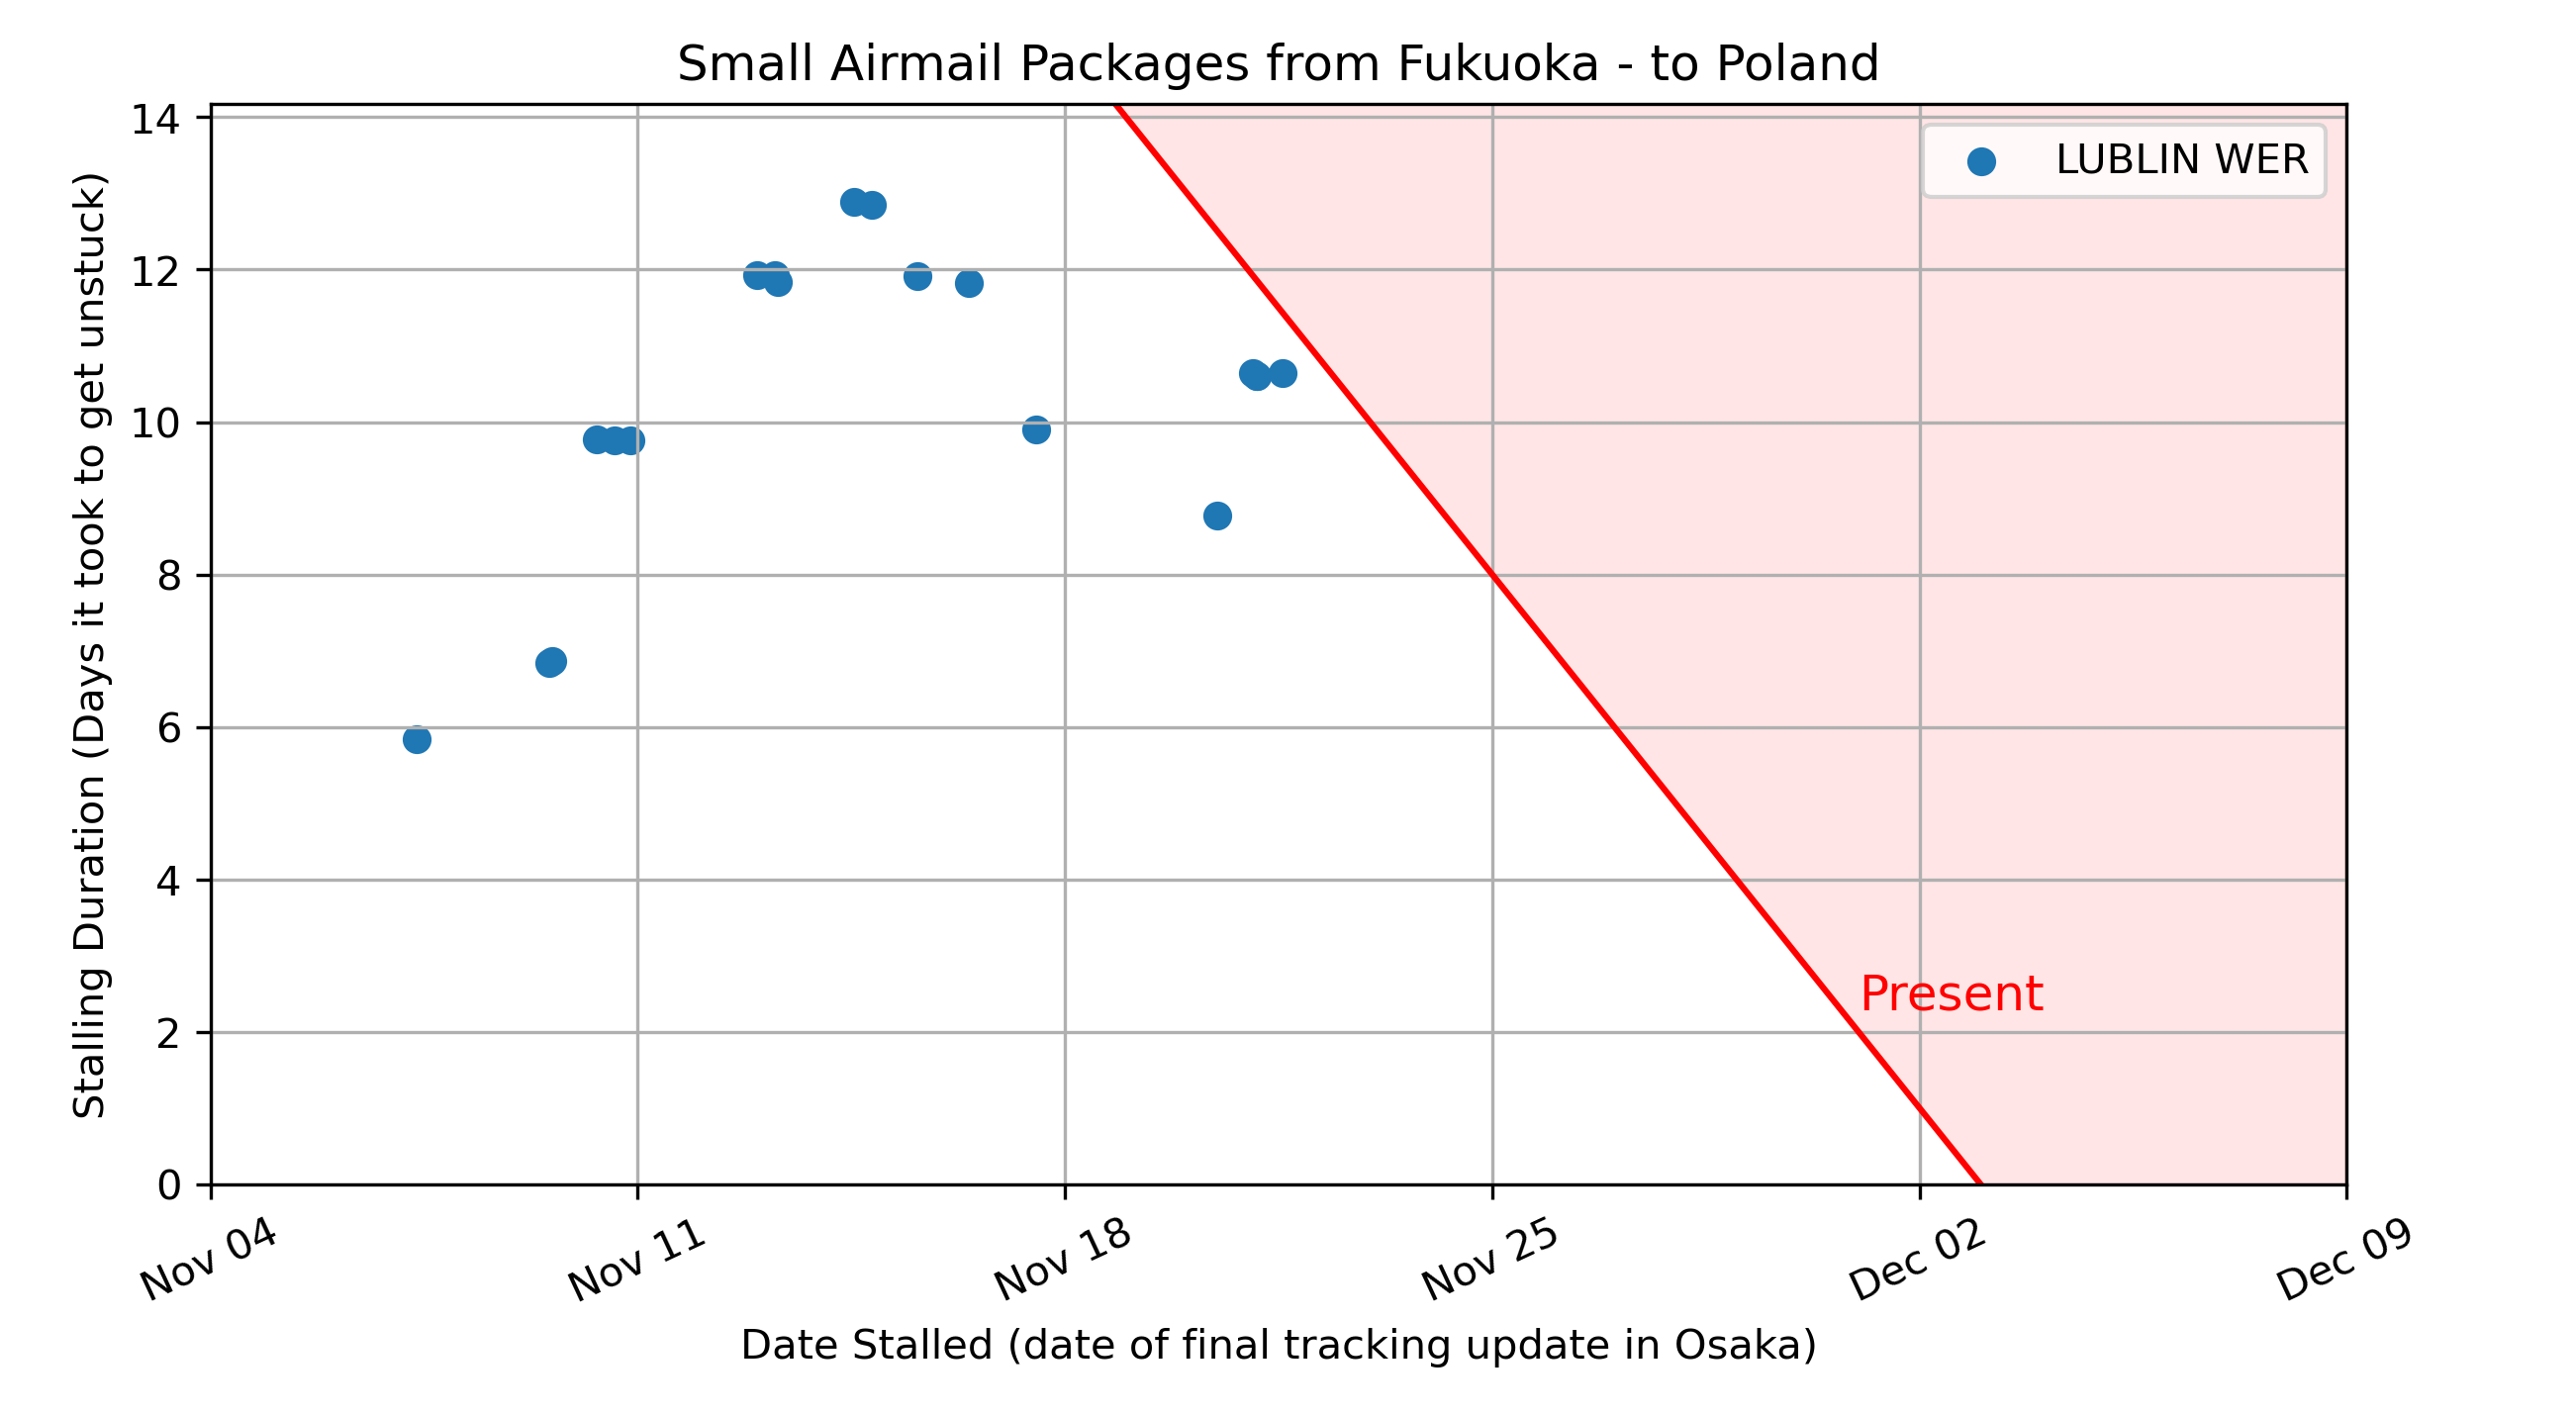 Small Airmail Packages from Fukuoka - to Poland
Stalling Duration (Days it took to get unstuck)
14
12
10
8
6
4
2
0
LUBLIN WER
Present
Nov 04
Nov 11
Nov 18
Nov 25
Dec 02
Dec 09
Date Stalled (date of final tracking update in Osaka)